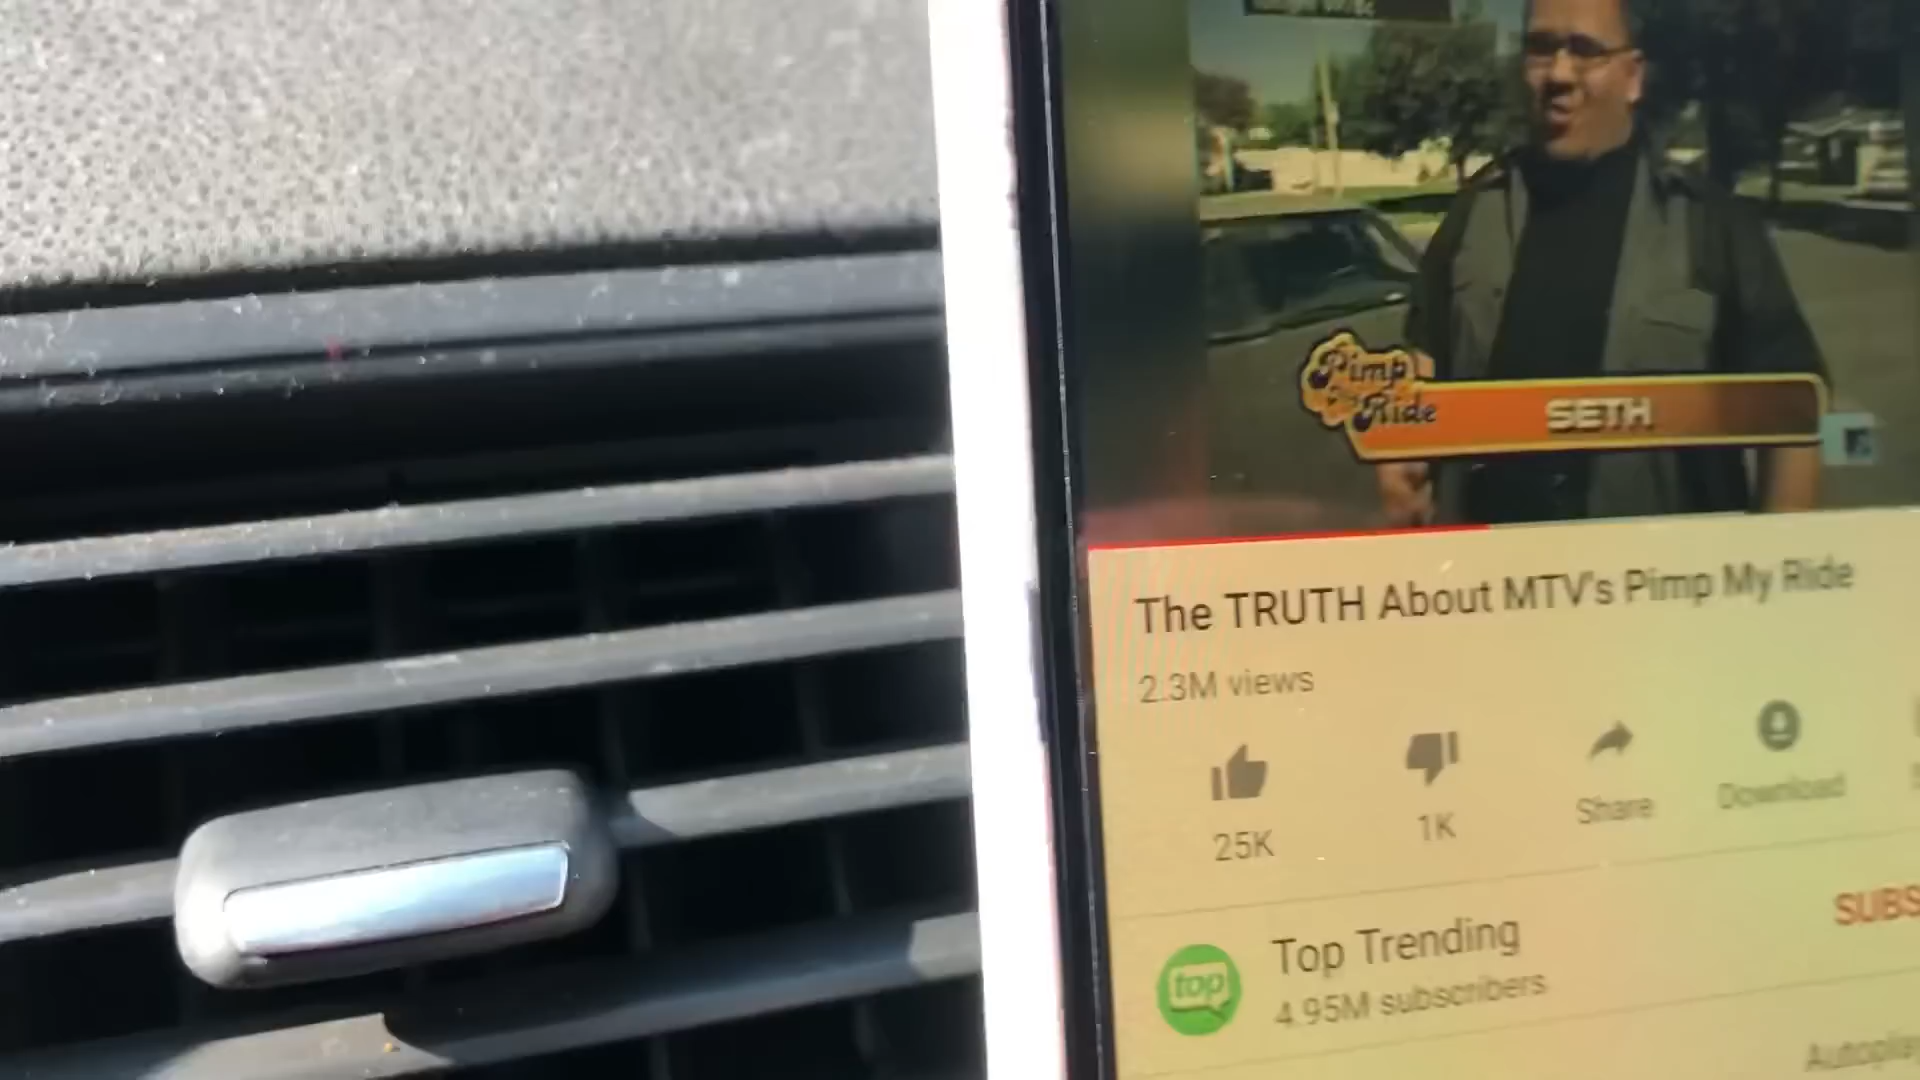 Pimp
My
Ride
SETH
The TRUTH About MTV's Pimp My Ride
2.3M views
25K
1K
Share
Download
SUBS
Top Trending
4.95M subscribers
top
Autoplay